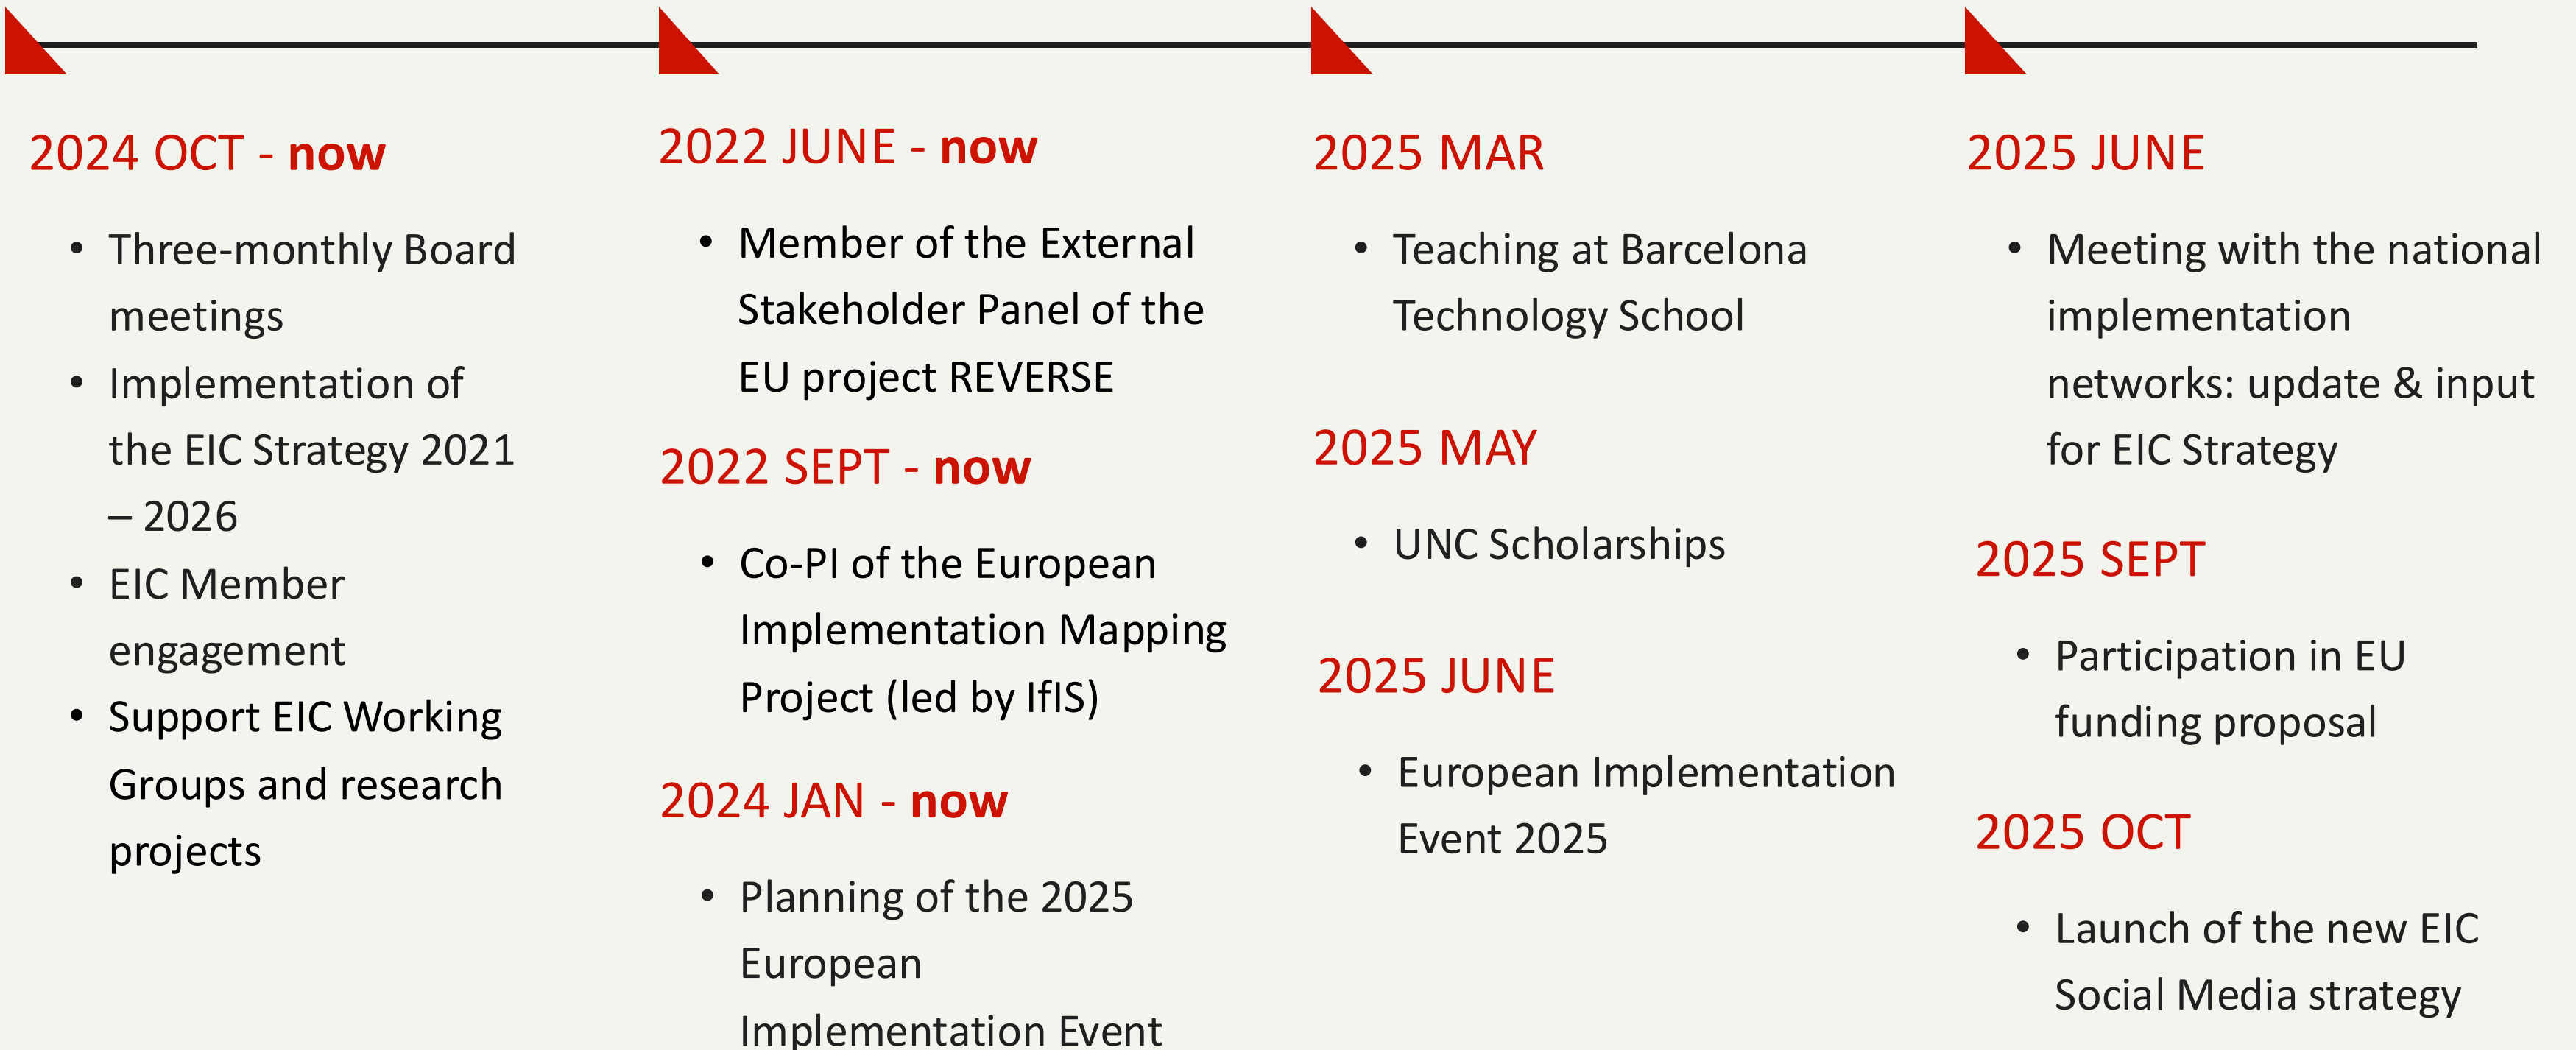 2024 OCT - now
• Three-monthly Board
meetings
• Implementation of
the EIC Strategy 2021
– 2026
• EIC Member
engagement
• Support EIC Working
Groups and research
projects
2022 JUNE - now
• Member of the External
Stakeholder Panel of the
EU project REVERSE
2022 SEPT - now
• Co-PI of the European
Implementation Mapping
Project (led by IfIS)
2024 JAN - now
• Planning of the 2025
European
Implementation Event
2025 MAR
• Teaching at Barcelona
Technology School
2025 MAY
• UNC Scholarships
2025 JUNE
• European Implementation
Event 2025
2025 JUNE
• Meeting with the national
implementation
networks: update & input
for EIC Strategy
2025 SEPT
• Participation in EU
funding proposal
2025 OCT
• Launch of the new EIC
Social Media strategy